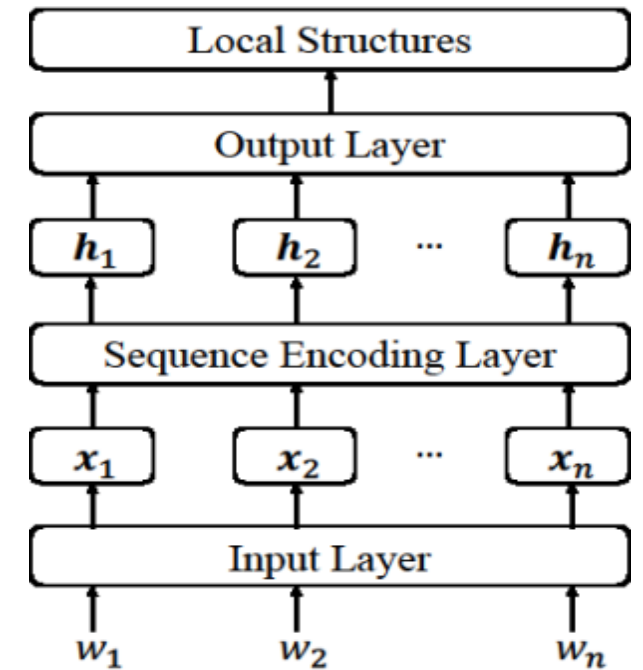 Local Structures
Output Layer
h₁ h₂ ... hₙ
Sequence Encoding Layer
x₁ x₂ ... xₙ
Input Layer
w₁ w₂ wₙ